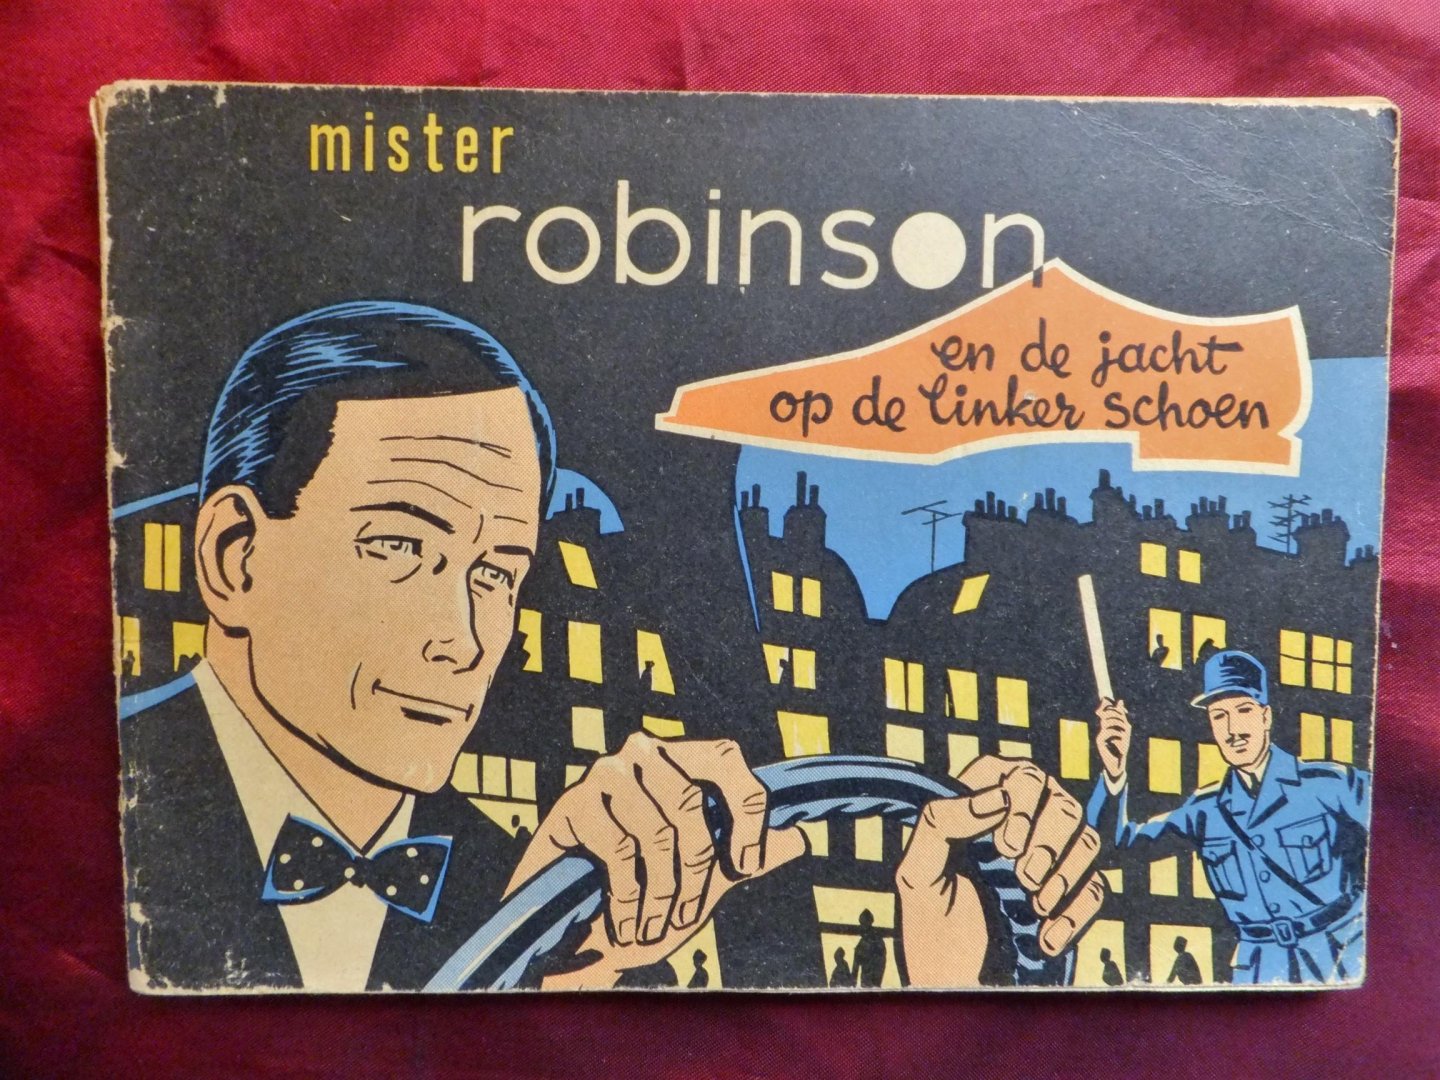 mister
robinson
en de jacht
op de linker schoen